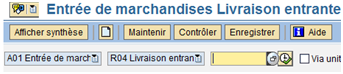 Entrée de marchandises Livraison entrante
Afficher synthèse Maintenir Contrôler Enregistrer Aide
A01 Entrée de march R04 Livraison entran Via unit